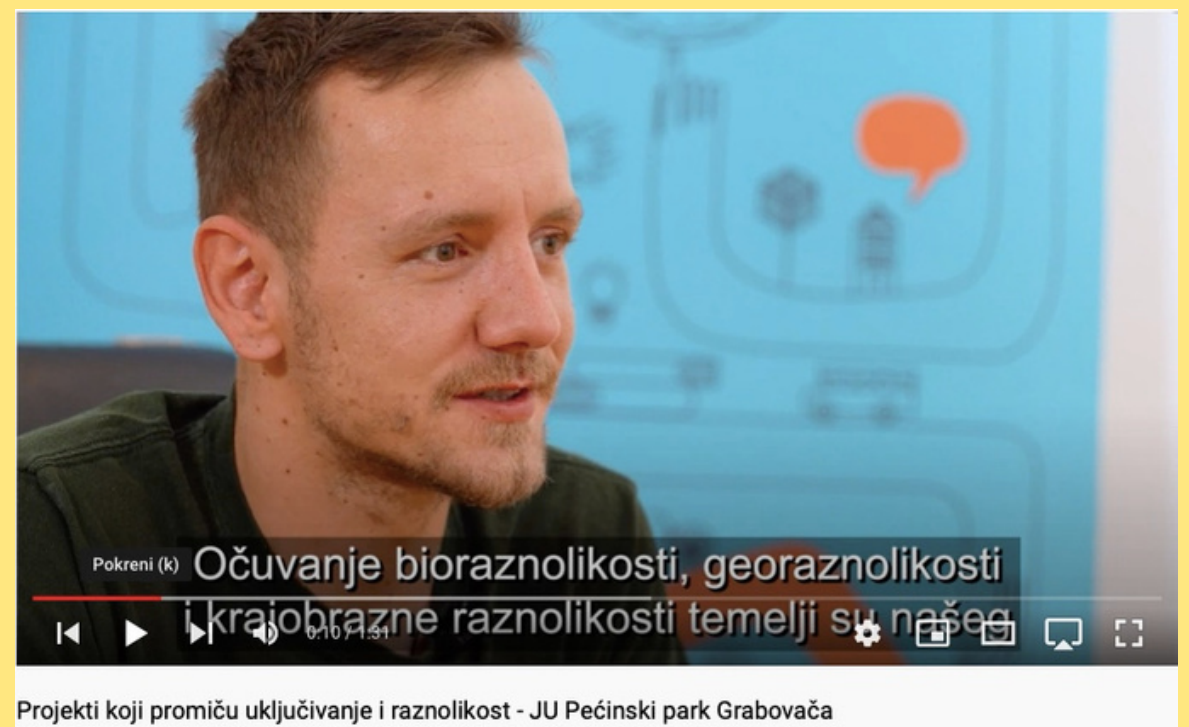 Pokreni (k)
Očuvanje bioraznolikosti, georaznolikosti
i krajobrazne raznolikosti temelji su našeg
0:10 / 1:31
Projekti koji promiču uključivanje i raznolikost - JU Pećinski park Grabovača